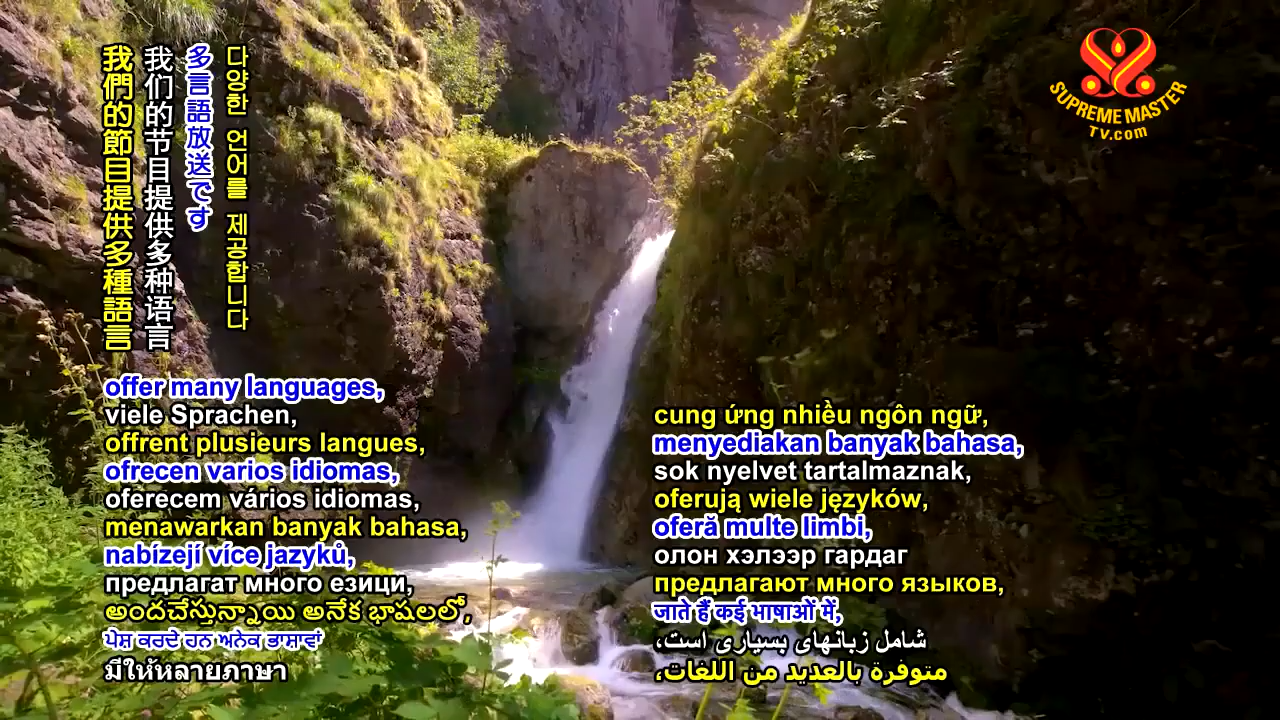 我們的節目提供多種語言
我们的节目提供多种语言
多言語放送です
다양한 언어를 제공합니다
SUPREME MASTER
TV.com
offer many languages,
viele Sprachen,
offrent plusieurs langues,
ofrecen varios idiomas,
oferecem vários idiomas,
menawarkan banyak bahasa,
nabízejí více jazyků,
предлагат много езици,
అందచేస్తున్నాయి అనేక భాషలలో,
ਪੇਸ਼ ਕਰਦੇ ਹਨ ਅਨੇਕ ਭਾਸ਼ਾਵਾਂ
มีให้หลายภาษา
cung ứng nhiều ngôn ngữ,
menyediakan banyak bahasa,
sok nyelvet tartalmaznak,
oferują wiele języków,
oferă multe limbi,
олон хэлээр гардаг
предлагают много языков,
जाते हैं कई भाषाओं में,
شامل زبانهای بسیاری است،
متوفرة بالعديد من اللغات،